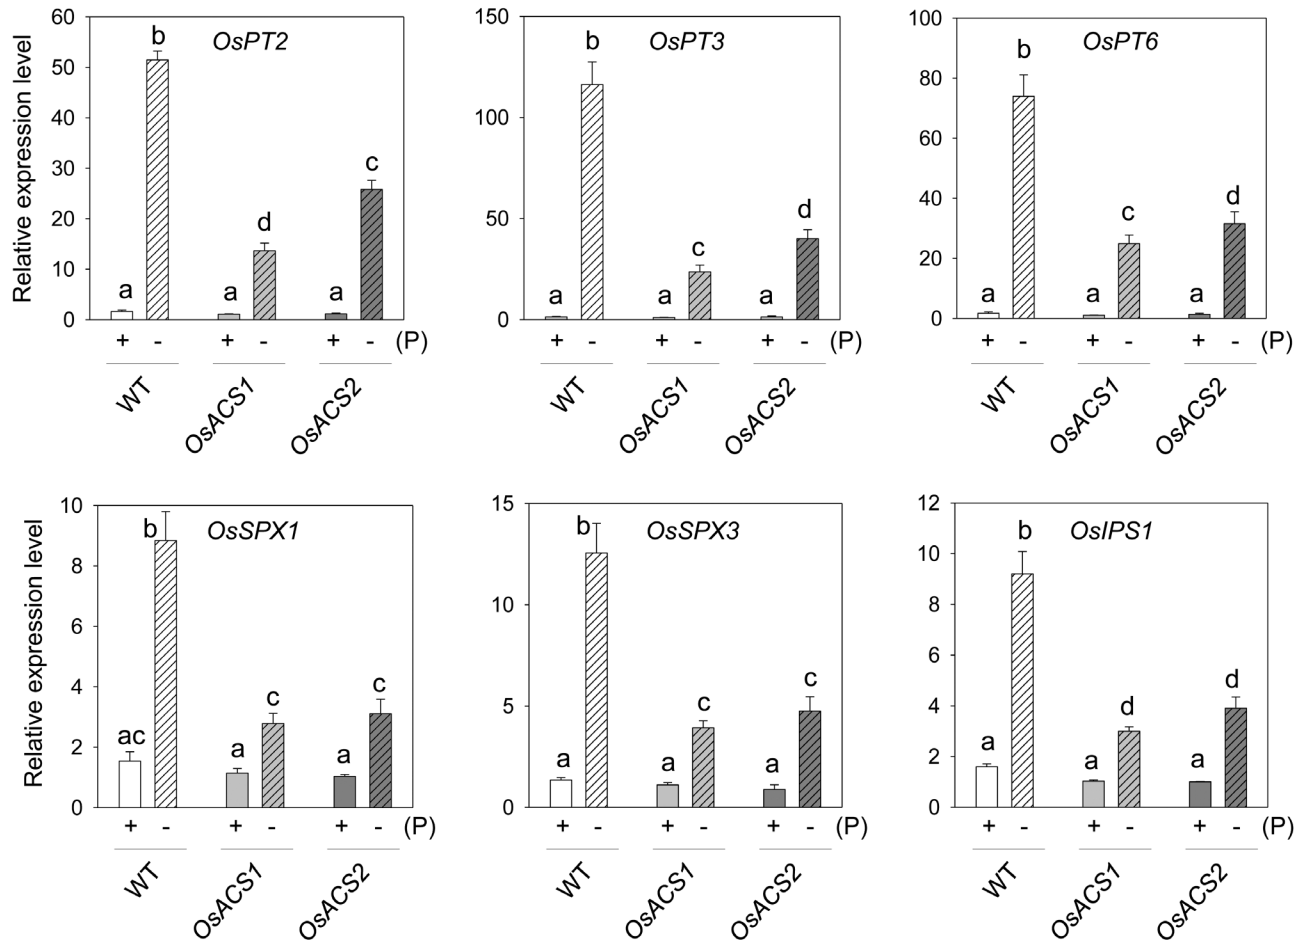 Relative expression level
60
50
40
30
20
10
0
OsPT2
a b a d a c
+ - + - + - (P)
WT OsACS1 OsACS2
150
100
50
0
OsPT3
a b a c a d
+ - + - + - (P)
WT OsACS1 OsACS2
100
80
60
40
20
0
OsPT6
a b a c a d
+ - + - + - (P)
WT OsACS1 OsACS2
Relative expression level
10
8
6
4
2
0
OsSPX1
ac b a c a c
+ - + - + - (P)
WT OsACS1 OsACS2
15
10
5
0
OsSPX3
a b a c a c
+ - + - + - (P)
WT OsACS1 OsACS2
12
10
8
6
4
2
0
OsIPS1
a b a d a d
+ - + - + - (P)
WT OsACS1 OsACS2